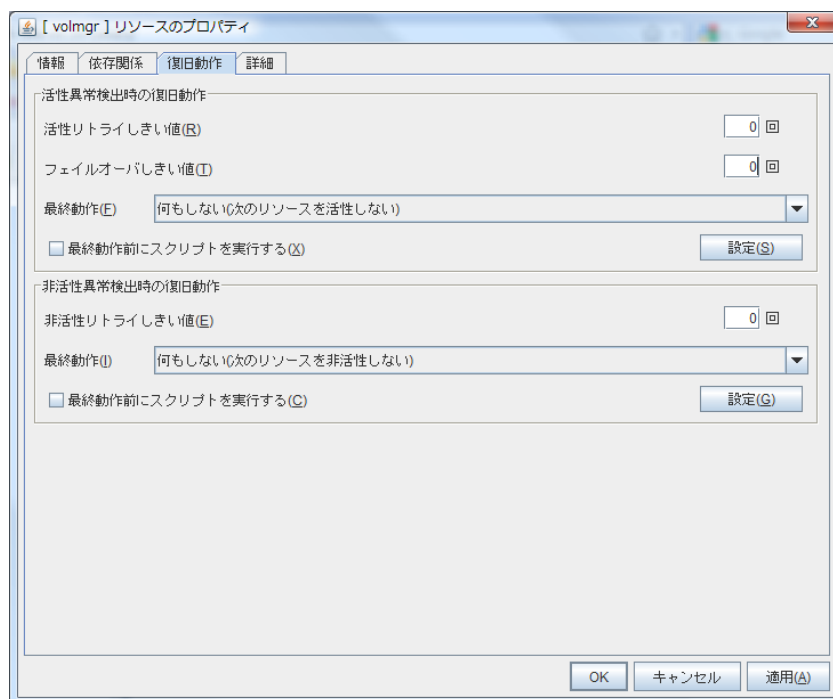 [ volmgr ] リソースのプロパティ
情報 依存関係 復旧動作 詳細
活性異常検出時の復旧動作
活性リトライしきい値(R) 0 回
フェイルオーバしきい値(T) 0 回
最終動作(F) 何もしない(次のリソースを活性しない)
最終動作前にスクリプトを実行する(X) 設定(S)
非活性異常検出時の復旧動作
非活性リトライしきい値(E) 0 回
最終動作(I) 何もしない(次のリソースを非活性しない)
最終動作前にスクリプトを実行する(C) 設定(G)
OK キャンセル 適用(A)